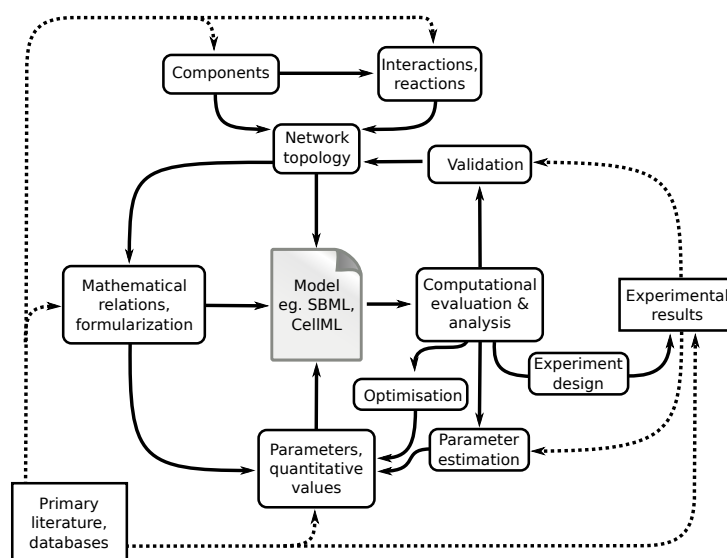 Components
Interactions,
reactions
Network
topology
Validation
Mathematical
relations,
formularization
Model
eg. SBML,
CellML
Computational
evaluation &
analysis
Experimental
results
Experiment
design
Optimisation
Parameters,
quantitative
values
Parameter
estimation
Primary
literature,
databases